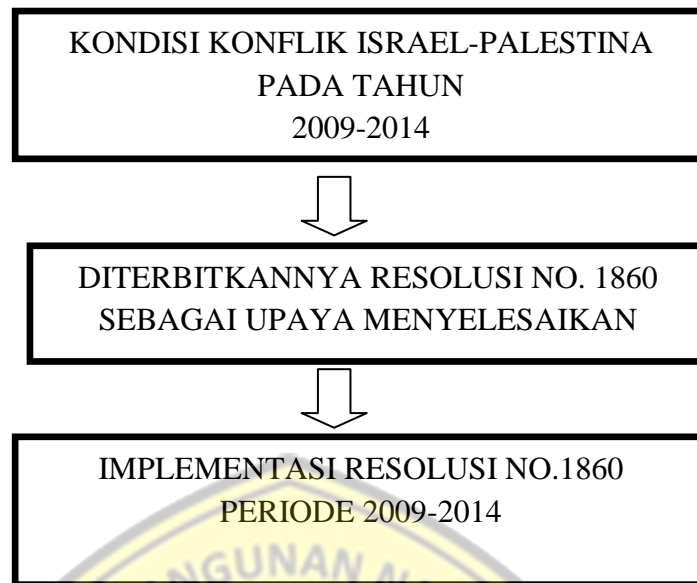 KONDISI KONFLIK ISRAEL-PALESTINA
PADA TAHUN
2009-2014
DITERBITKANNYA RESOLUSI NO. 1860
SEBAGAI UPAYA MENYELESAIKAN
IMPLEMENTASI RESOLUSI NO.1860
PERIODE 2009-2014